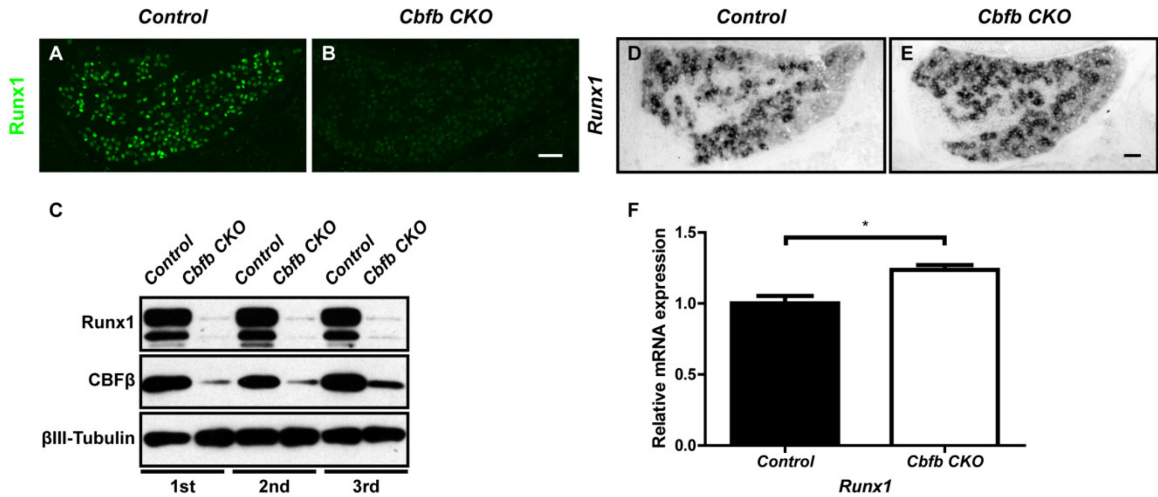 Control
Cbfb CKO
Control
Cbfb CKO
A
B
D
E
Runx1
Runx1
C
F
Control
Cbfb CKO
Control
Cbfb CKO
Control
Cbfb CKO
Runx1
CBFβ
βIII-Tubulin
1st
2nd
3rd
*
Relative mRNA expression
1.5
1.0
0.5
0.0
Control
Cbfb CKO
Runx1